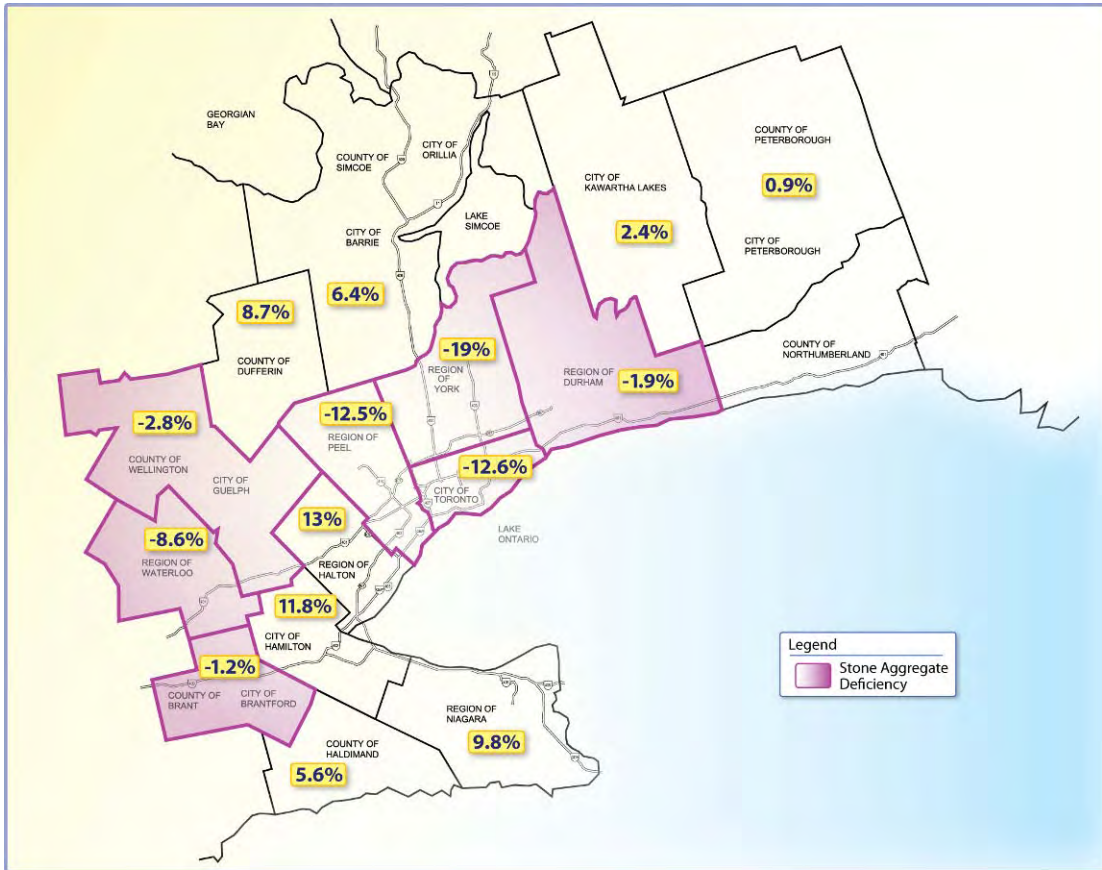 GEORGIAN
BAY
COUNTY OF
SIMCOE
CITY OF
ORILLIA
COUNTY OF
PETERBOROUGH
0.9%
CITY OF
KAWARTHA LAKES
2.4%
LAKE
SIMCOE
CITY OF
BARRIE
6.4%
CITY OF
PETERBOROUGH
8.7%
COUNTY OF
DUFFERIN
-19%
REGION
OF
YORK
COUNTY OF
NORTHUMBERLAND
REGION OF
DURHAM
-1.9%
-12.5%
REGION OF
PEEL
-2.8%
COUNTY OF
WELLINGTON
CITY OF
GUELPH
-12.6%
CITY OF
TORONTO
13%
REGION OF
HALTON
LAKE
ONTARIO
-8.6%
REGION OF
WATERLOO
11.8%
CITY OF
HAMILTON
-1.2%
COUNTY OF
BRANT
CITY OF
BRANTFORD
REGION OF
NIAGARA
9.8%
COUNTY OF
HALDIMAND
5.6%
Legend
Stone Aggregate
Deficiency